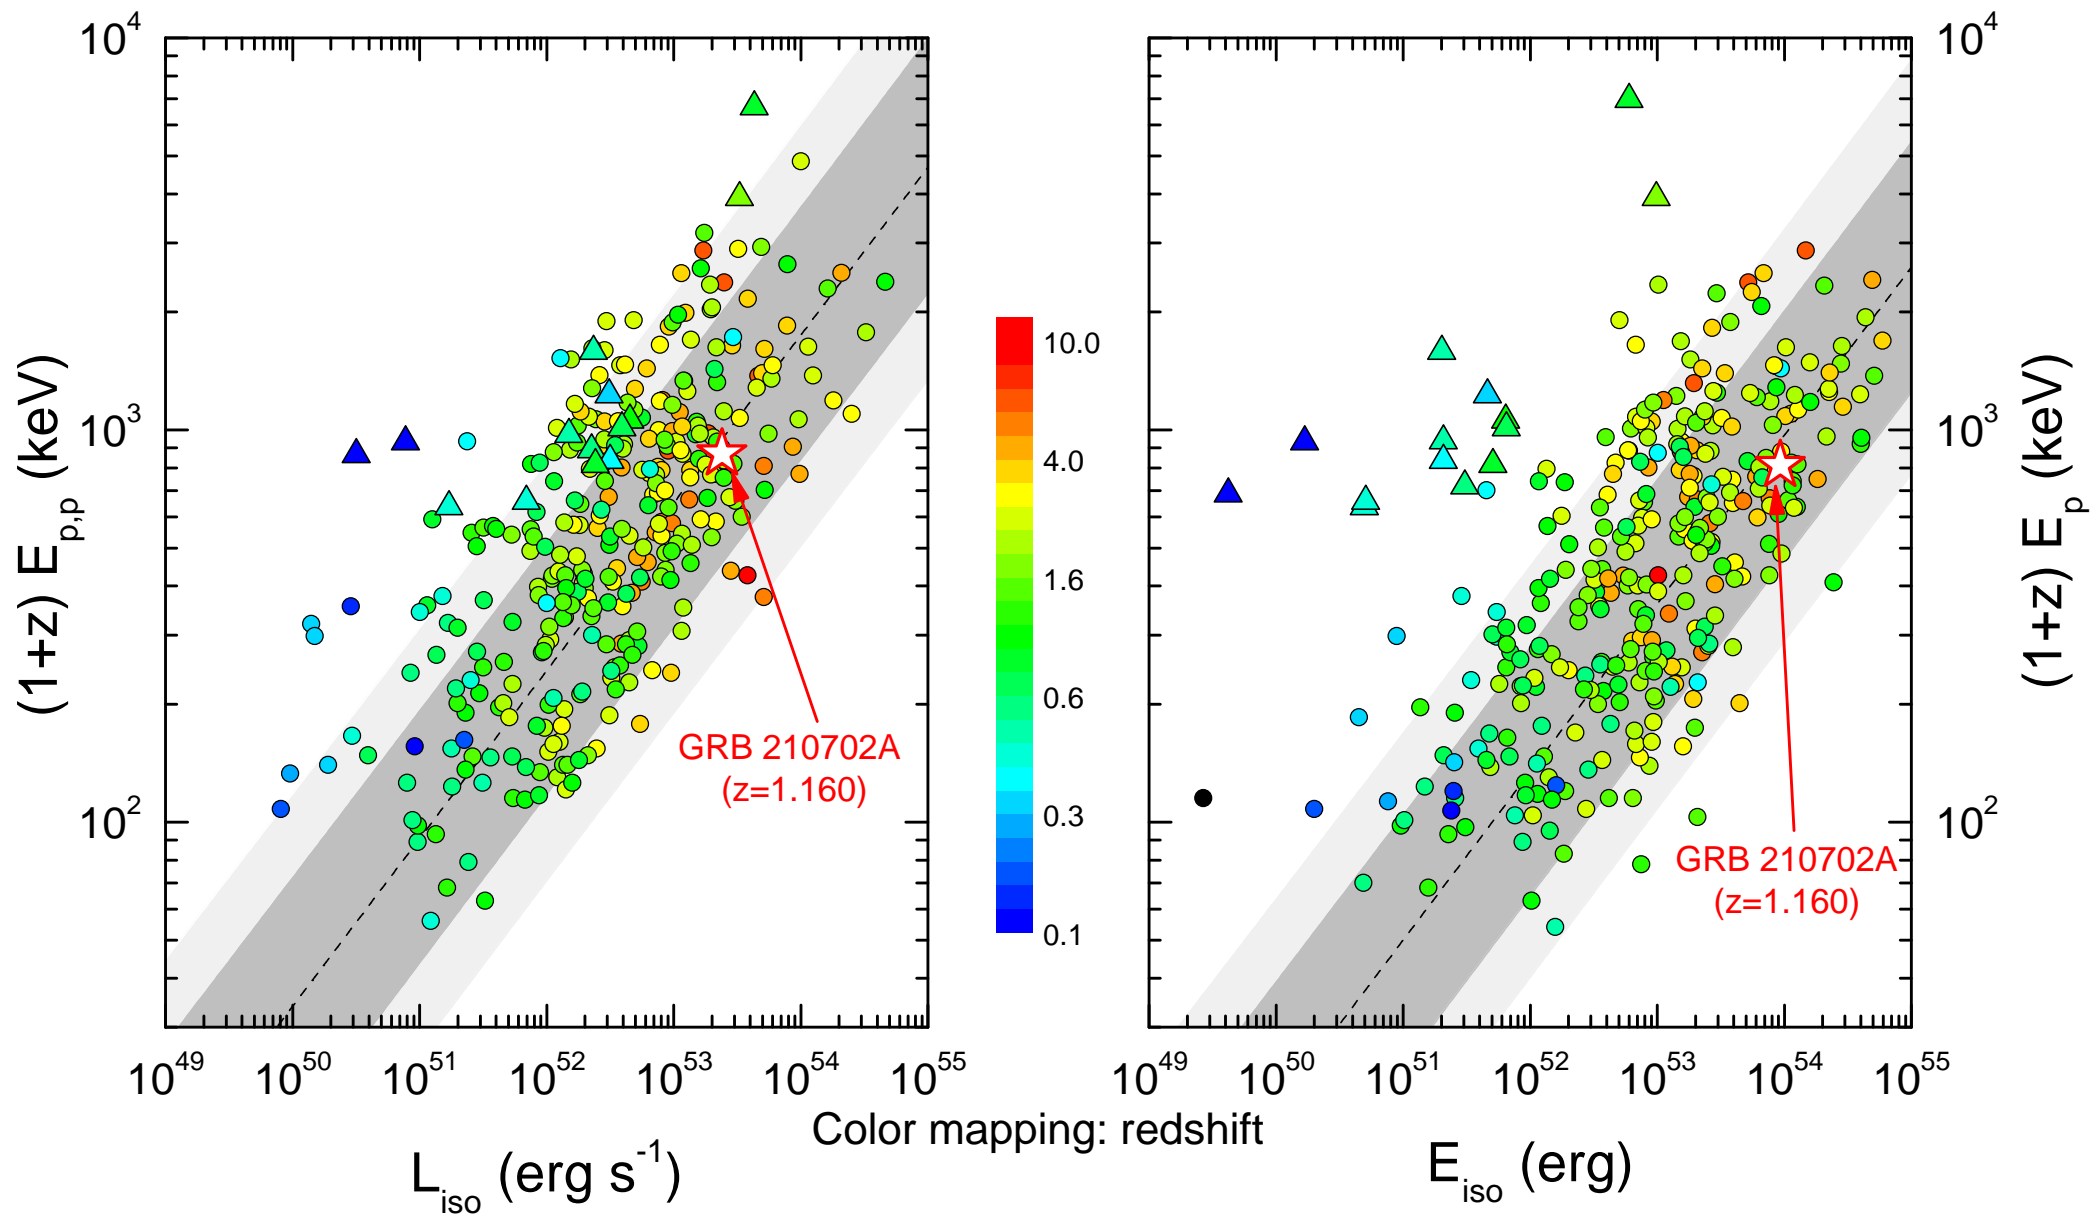 10^4
10^3
10^2
(1+z) E_p,p (keV)
GRB 210702A
(z=1.160)
10^49 10^50 10^51 10^52 10^53 10^54 10^55
L_iso (erg s^-1)
10.0
4.0
1.6
0.6
0.3
0.1
Color mapping: redshift
10^4
10^3
10^2
(1+z) E_p (keV)
GRB 210702A
(z=1.160)
10^49 10^50 10^51 10^52 10^53 10^54 10^55
E_iso (erg)